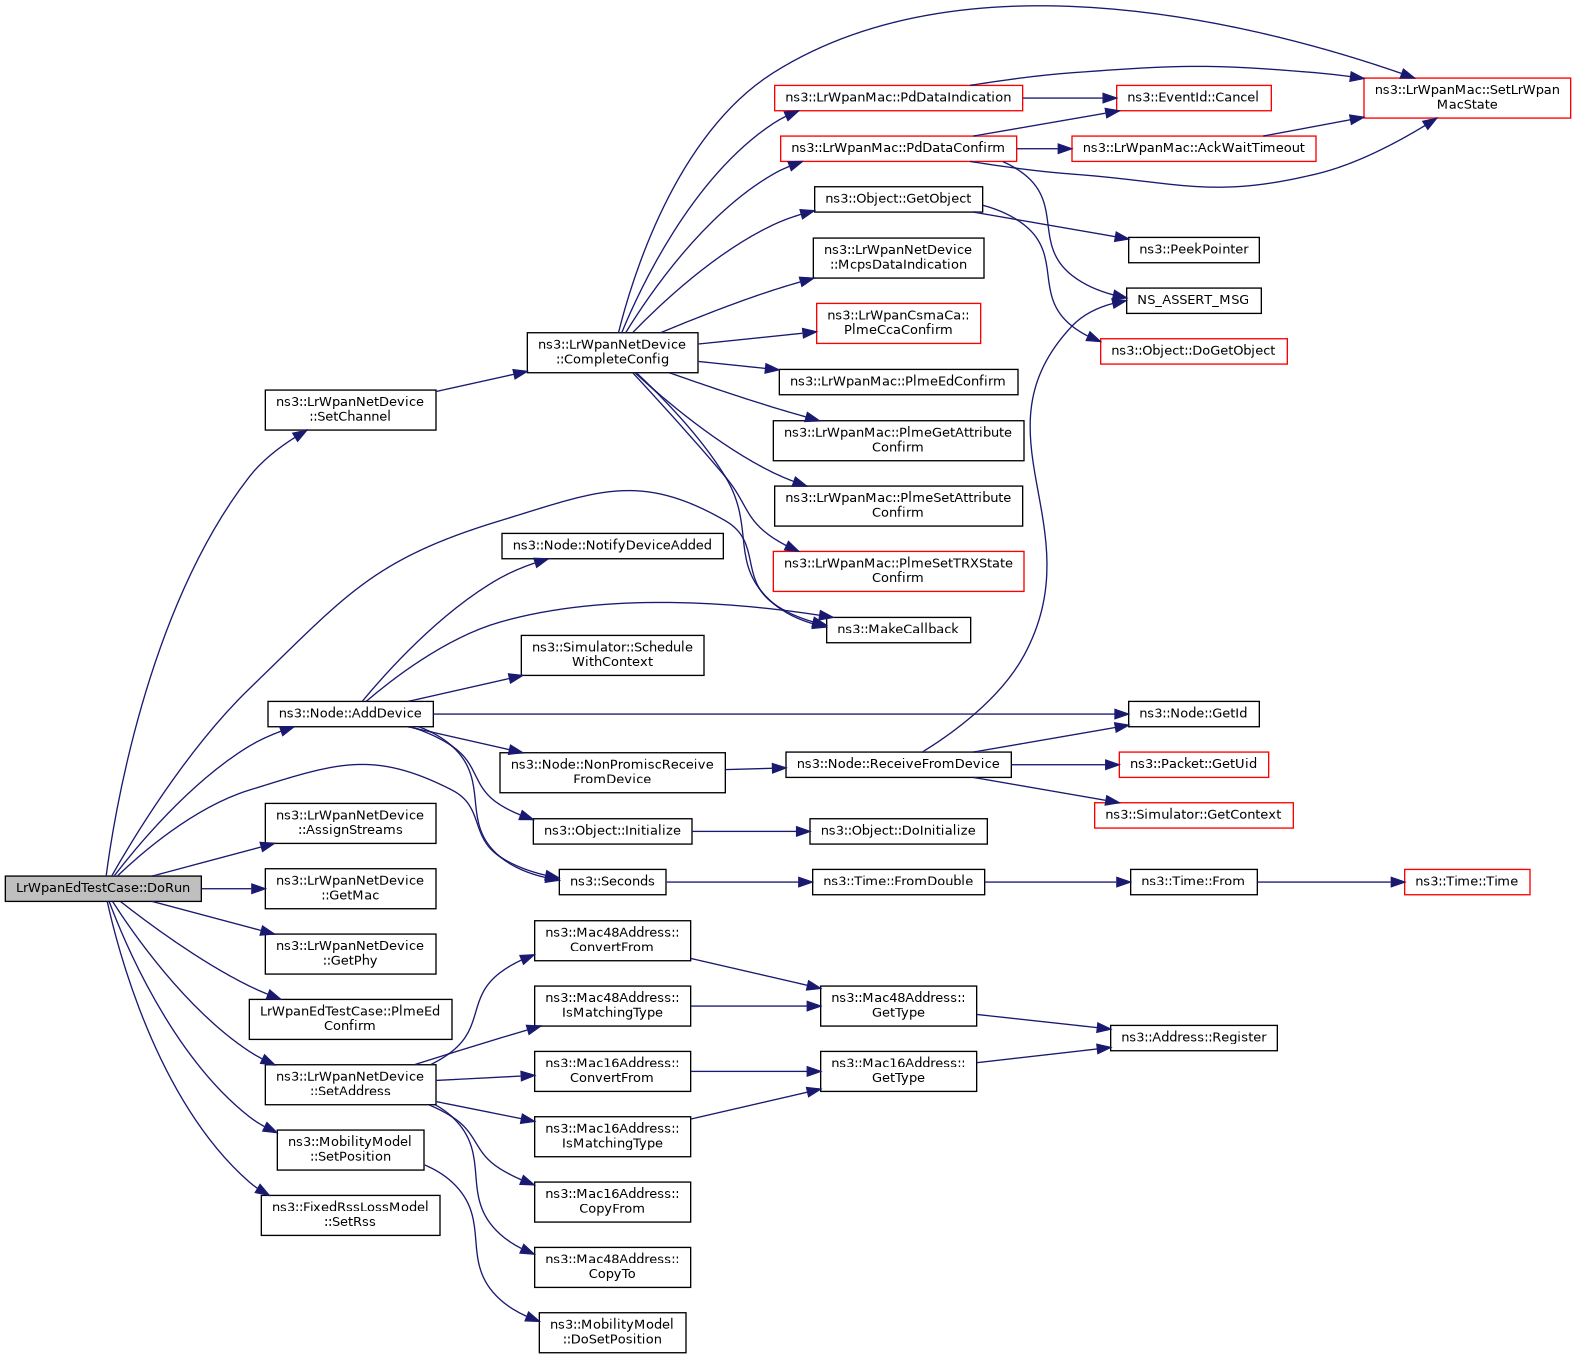 LrWpanEdTestCase::DoRun
ns3::LrWpanNetDevice
::SetChannel
ns3::LrWpanNetDevice
::CompleteConfig
ns3::LrWpanMac::PdDataIndication
ns3::EventId::Cancel
ns3::LrWpanMac::SetLrWpan
MacState
ns3::LrWpanMac::PdDataConfirm
ns3::LrWpanMac::AckWaitTimeout
ns3::Object::GetObject
ns3::PeekPointer
ns3::LrWpanNetDevice
::McpsDataIndication
NS_ASSERT_MSG
ns3::LrWpanCsmaCa::
PlmeCcaConfirm
ns3::Object::DoGetObject
ns3::LrWpanMac::PlmeEdConfirm
ns3::LrWpanMac::PlmeGetAttribute
Confirm
ns3::LrWpanMac::PlmeSetAttribute
Confirm
ns3::LrWpanMac::PlmeSetTRXState
Confirm
ns3::MakeCallback
ns3::Node::NotifyDeviceAdded
ns3::Simulator::Schedule
WithContext
ns3::Node::AddDevice
ns3::Node::GetId
ns3::Node::NonPromiscReceive
FromDevice
ns3::Node::ReceiveFromDevice
ns3::Packet::GetUid
ns3::Simulator::GetContext
ns3::Object::Initialize
ns3::Object::DoInitialize
ns3::Seconds
ns3::Time::FromDouble
ns3::Time::From
ns3::Time::Time
ns3::LrWpanNetDevice
::AssignStreams
ns3::LrWpanNetDevice
::GetMac
ns3::LrWpanNetDevice
::GetPhy
LrWpanEdTestCase::PlmeEd
Confirm
ns3::LrWpanNetDevice
::SetAddress
ns3::Mac48Address::
ConvertFrom
ns3::Mac48Address::
IsMatchingType
ns3::Mac48Address::
GetType
ns3::Address::Register
ns3::Mac16Address::
ConvertFrom
ns3::Mac16Address::
GetType
ns3::Mac16Address::
IsMatchingType
ns3::Mac16Address::
CopyFrom
ns3::Mac48Address::
CopyTo
ns3::MobilityModel
::SetPosition
ns3::MobilityModel
::DoSetPosition
ns3::FixedRssLossModel
::SetRss